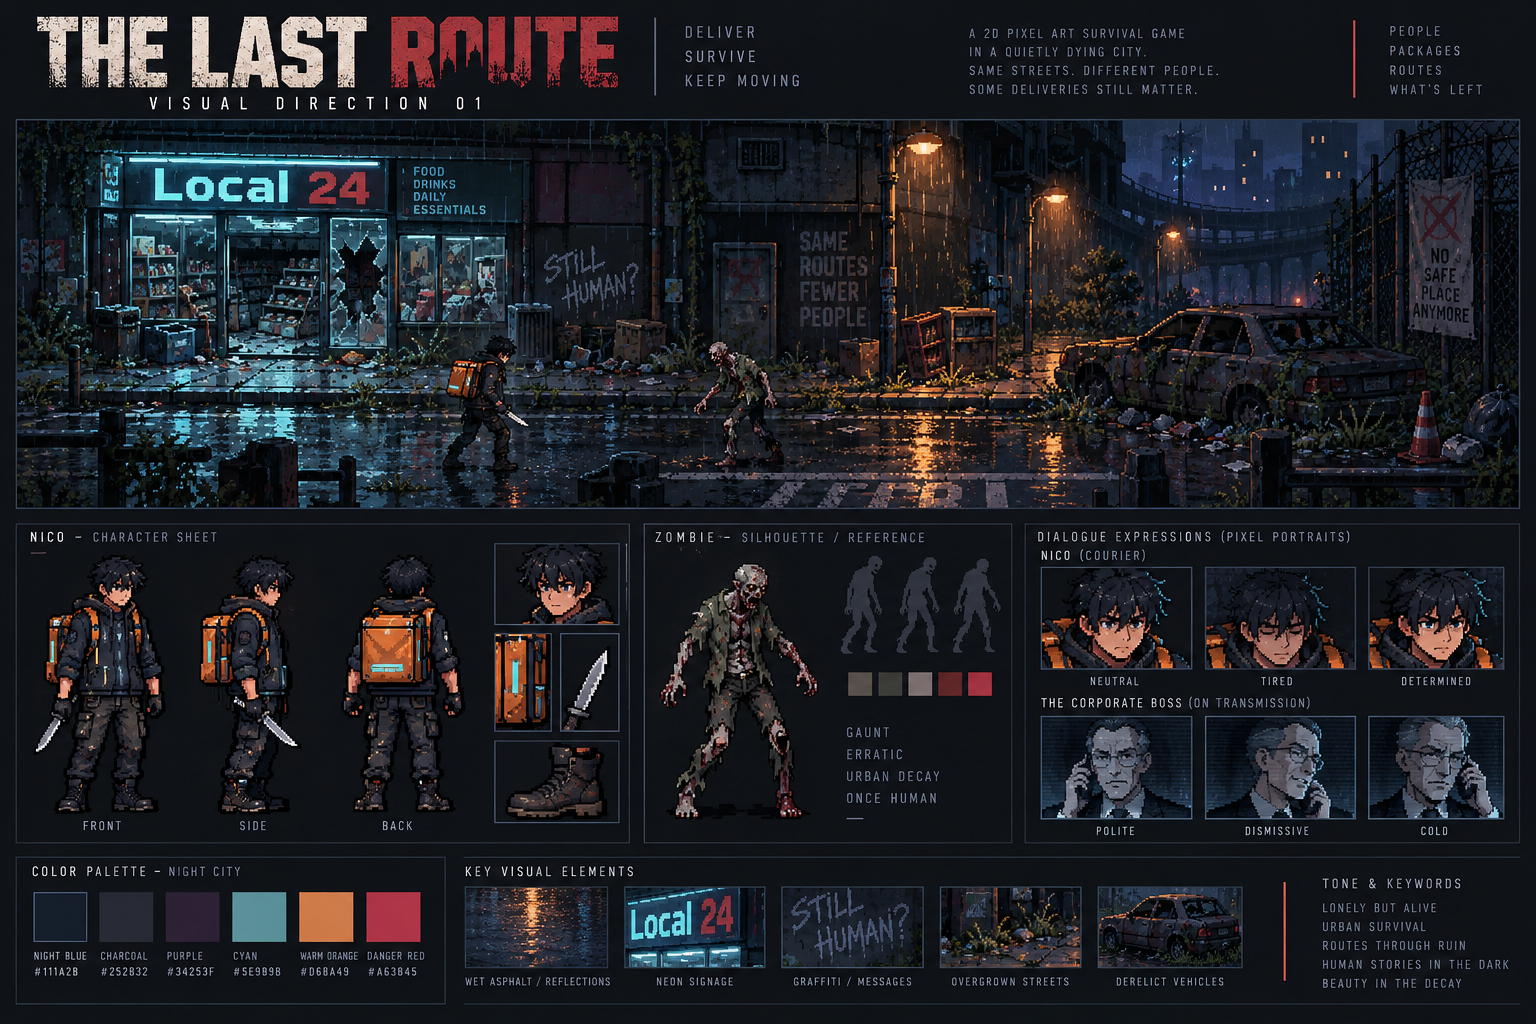 THE LAST ROUTE
VISUAL DIRECTION 01
DELIVER
SURVIVE
KEEP MOVING
A 2D PIXEL ART SURVIVAL GAME
IN A QUIETLY DYING CITY.
SAME STREETS. DIFFERENT PEOPLE.
SOME DELIVERIES STILL MATTER.
PEOPLE
PACKAGES
ROUTES
WHAT'S LEFT
Local 24
FOOD
DRINKS
DAILY
ESSENTIALS
STILL
HUMAN?
SAME
ROUTES
FEWER
PEOPLE
NO
SAFE
PLACE
ANYMORE
NICO – CHARACTER SHEET
FRONT
SIDE
BACK
ZOMBIE – SILHOUETTE / REFERENCE
GAUNT
ERRATIC
URBAN DECAY
ONCE HUMAN
DIALOGUE EXPRESSIONS (PIXEL PORTRAITS)
NICO (COURIER)
NEUTRAL
TIRED
DETERMINED
THE CORPORATE BOSS (ON TRANSMISSION)
POLITE
DISMISSIVE
COLD
COLOR PALETTE – NIGHT CITY
NIGHT BLUE
#111A2B
CHARCOAL
#252B32
PURPLE
#34253F
CYAN
#5E9B9B
WARM ORANGE
#D6BA49
DANGER RED
#A63B45
KEY VISUAL ELEMENTS
WET ASPHALT / REFLECTIONS
Local 24
NEON SIGNAGE
STILL
HUMAN?
GRAFFITI / MESSAGES
OVERGROWN STREETS
DERELICT VEHICLES
TONE & KEYWORDS
LONELY BUT ALIVE
URBAN SURVIVAL
ROUTES THROUGH RUIN
HUMAN STORIES IN THE DARK
BEAUTY IN THE DECAY